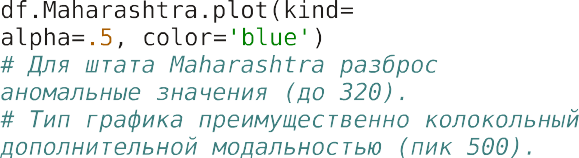 df.Maharashtra.plot(kind=
alpha=.5, color='blue')
# Для штата Maharashtra разброс
аномальные значения (до 320).
# Тип графика преимущественно колокольный
дополнительной модальностью (пик 500).